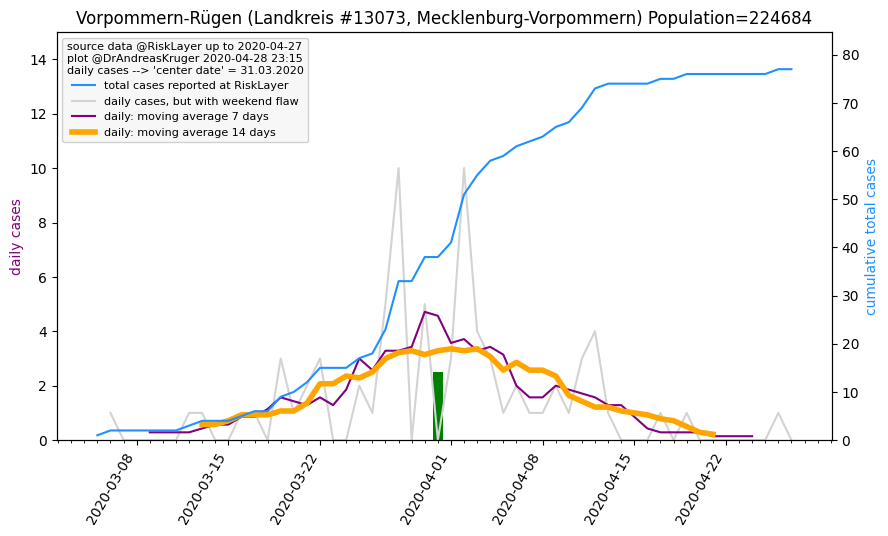 Vorpommern-Rügen (Landkreis #13073, Mecklenburg-Vorpommern) Population=224684
source data @RiskLayer up to 2020-04-27
plot @DrAndreasKruger 2020-04-28 23:15
daily cases --> 'center date' = 31.03.2020
total cases reported at RiskLayer
daily cases, but with weekend flaw
daily: moving average 7 days
daily: moving average 14 days
daily cases
14
12
10
8
6
4
2
0
80
70
60
50
40
30
20
10
0
cumulative total cases
2020-03-08
2020-03-15
2020-03-22
2020-04-01
2020-04-08
2020-04-15
2020-04-22